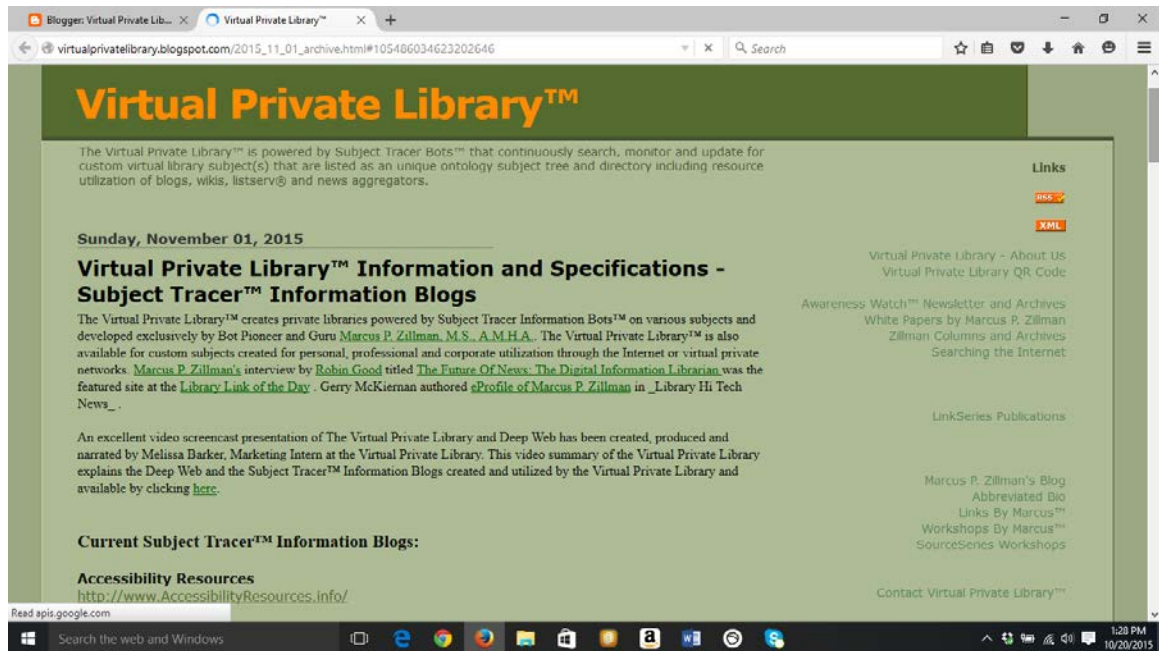 Blogger: Virtual Private Lib...
Virtual Private Library™
virtualprivatelibrary.blogspot.com/2015_11_01_archive.html#105486034623202646
Search
Virtual Private Library™
The Virtual Private Library™ is powered by Subject Tracer Bots™ that continuously search, monitor and update for
custom virtual library subject(s) that are listed as an unique ontology subject tree and directory including resource
utilization of blogs, wikis, listserv® and news aggregators.
Sunday, November 01, 2015
Virtual Private Library™ Information and Specifications -
Subject Tracer™ Information Blogs
The Virtual Private Library™ creates private libraries powered by Subject Tracer Information Bots™ on various subjects and
developed exclusively by Bot Pioneer and Guru Marcus P. Zillman, M.S., A.M.H.A.. The Virtual Private Library™ is also
available for custom subjects created for personal, professional and corporate utilization through the Internet or virtual private
networks. Marcus P. Zillman's interview by Robin Good titled The Future Of News: The Digital Information Librarian was the
featured site at the Library Link of the Day . Gerry McKiernan authored eProfile of Marcus P. Zillman in _Library Hi Tech
News_ .
An excellent video screencast presentation of The Virtual Private Library and Deep Web has been created, produced and
narrated by Melissa Barker, Marketing Intern at the Virtual Private Library. This video summary of the Virtual Private Library
explains the Deep Web and the Subject Tracer™ Information Blogs created and utilized by the Virtual Private Library and
available by clicking here.
Current Subject Tracer™ Information Blogs:
Accessibility Resources
http://www.AccessibilityResources.info/
Links
RSS
XML
Virtual Private Library - About Us
Virtual Private Library QR Code
Awareness Watch™ Newsletter and Archives
White Papers by Marcus P. Zillman
Zillman Columns and Archives
Searching the Internet
LinkSeries Publications
Marcus P. Zillman's Blog
Abbreviated Bio
Links By Marcus™
Workshops By Marcus™
SourceSeries Workshops
Contact Virtual Private Library™
Read apis.google.com
Search the web and Windows
1:28 PM
10/20/2015